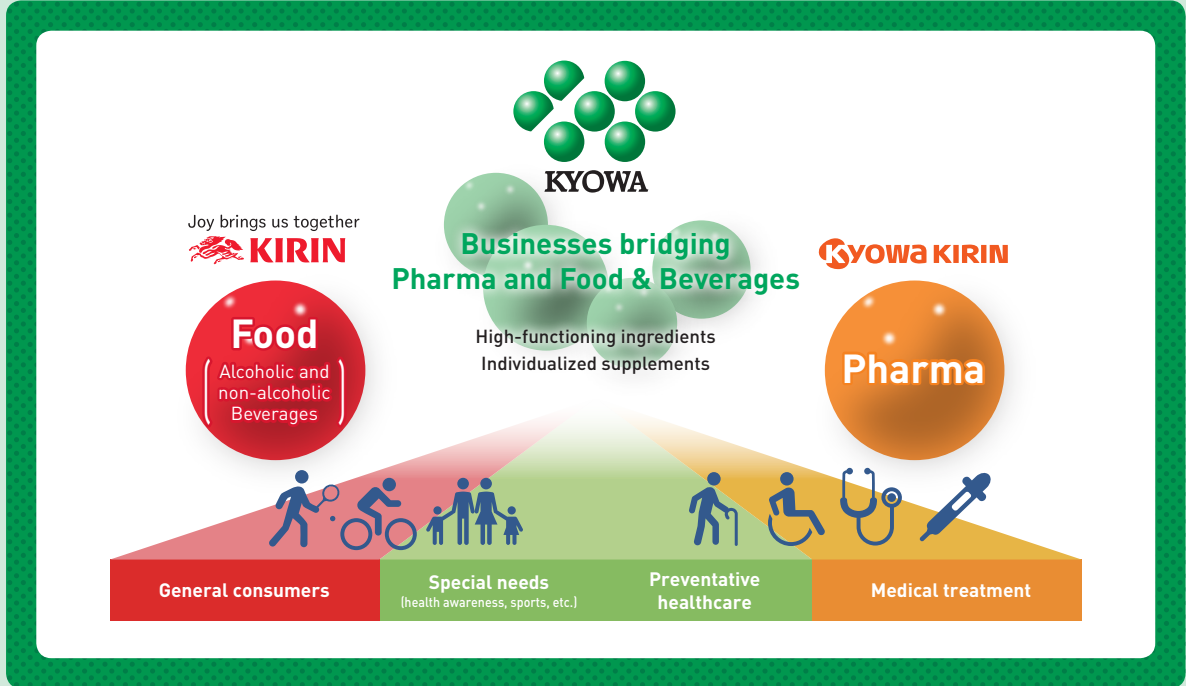 KYOWA
Joy brings us together
KIRIN
Businesses bridging
Pharma and Food & Beverages
High-functioning ingredients
Individualized supplements
KYOWA KIRIN
Food
Alcoholic and
non-alcoholic
Beverages
Pharma
General consumers
Special needs
(health awareness, sports, etc.)
Preventative
healthcare
Medical treatment